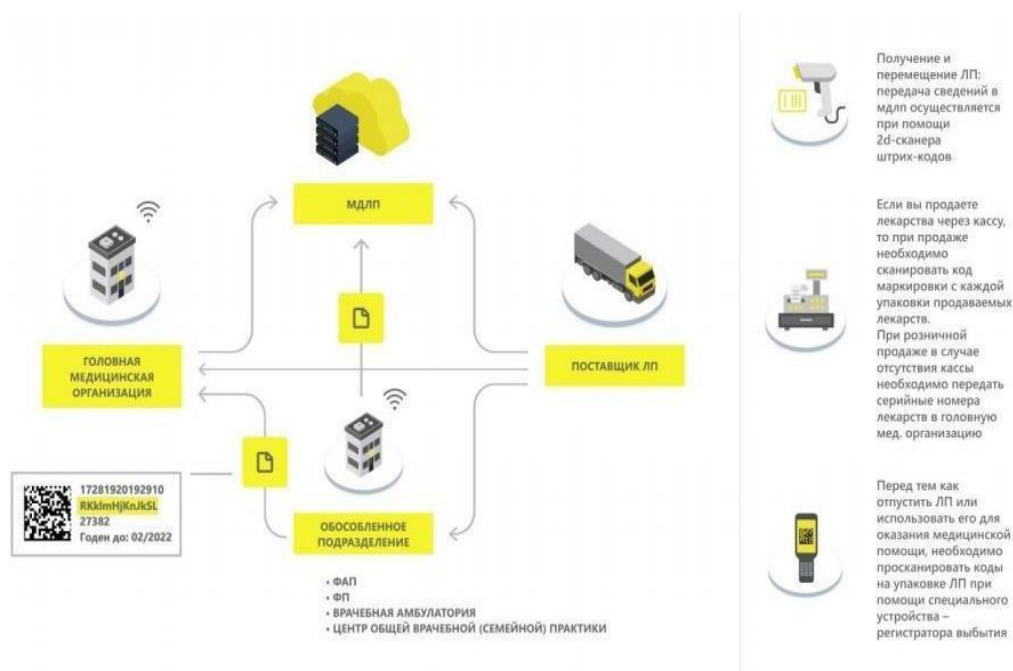 МДЛП
ГОЛОВНАЯ
МЕДИЦИНСКАЯ
ОРГАНИЗАЦИЯ
ПОСТАВЩИК ЛП
17281920192910
RKklmHjKnJkSL
27382
Годен до: 02/2022
ОБОСОБЛЕННОЕ
ПОДРАЗДЕЛЕНИЕ
• ФАП
• ФП
• ВРАЧЕБНАЯ АМБУЛАТОРИЯ
• ЦЕНТР ОБЩЕЙ ВРАЧЕБНОЙ (СЕМЕЙНОЙ) ПРАКТИКИ
Получение и
перемещение ЛП:
передача сведений в
мдлп осуществляется
при помощи
2d-сканера
штрих-кодов
Если вы продаете
лекарства через кассу,
то при продаже
необходимо
сканировать код
маркировки с каждой
упаковки продаваемых
лекарств.
При розничной
продаже в случае
отсутствия кассы
необходимо передать
серийные номера
лекарств в головную
мед. организацию
Перед тем как
отпустить ЛП или
использовать его для
оказания медицинской
помощи, необходимо
просканировать коды
на упаковке ЛП при
помощи специального
устройства –
регистратора выбытия